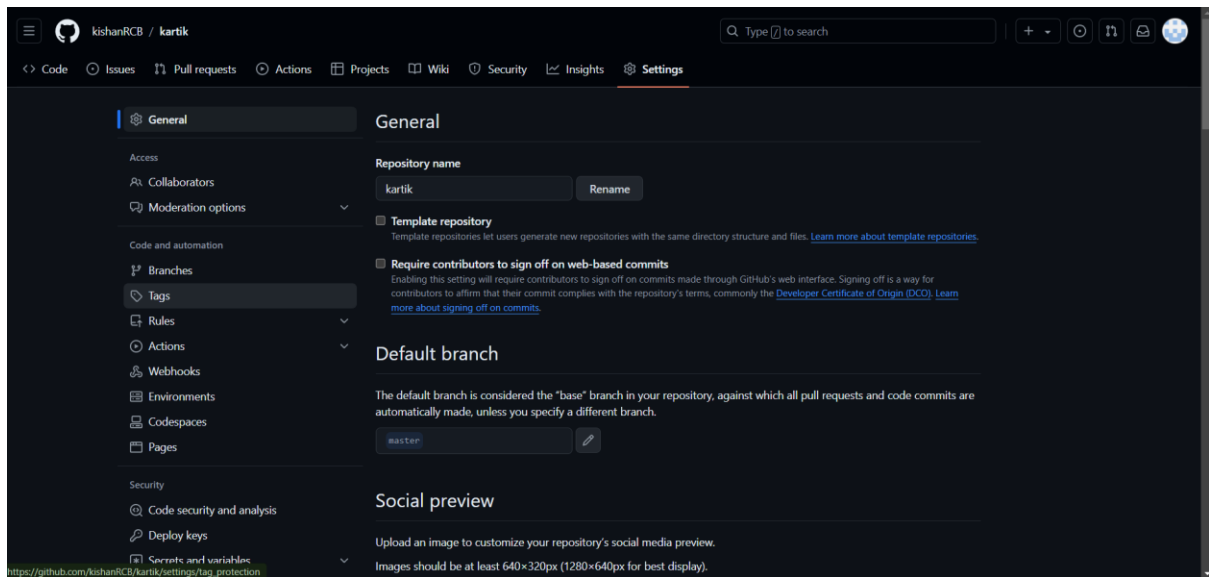 kishanRCB / kartik
Type / to search
Code Issues Pull requests Actions Projects Wiki Security Insights Settings
General
Access
Collaborators
Moderation options
Code and automation
Branches
Tags
Rules
Actions
Webhooks
Environments
Codespaces
Pages
Security
Code security and analysis
Deploy keys
Secrets and variables
General
Repository name
kartik Rename
Template repository
Template repositories let users generate new repositories with the same directory structure and files. Learn more about template repositories.
Require contributors to sign off on web-based commits
Enabling this setting will require contributors to sign off on commits made through GitHub's web interface. Signing off is a way for
contributors to affirm that their commit complies with the repository's terms, commonly the Developer Certificate of Origin (DCO). Learn
more about signing off on commits.
Default branch
The default branch is considered the "base" branch in your repository, against which all pull requests and code commits are
automatically made, unless you specify a different branch.
master
Social preview
Upload an image to customize your repository's social media preview.
Images should be at least 640×320px (1280×640px for best display).
https://github.com/kishanRCB/kartik/settings/tag_protection